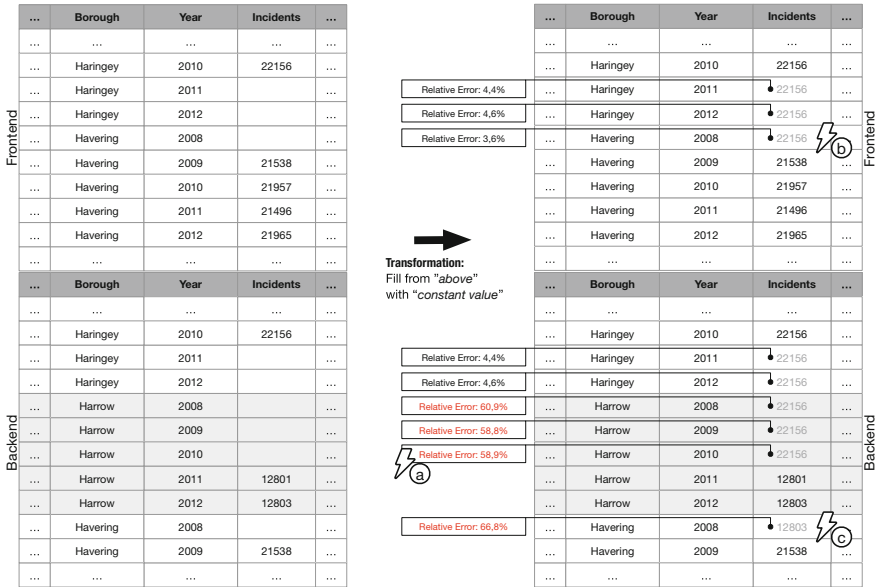 Frontend
… Borough Year Incidents …
… … … … …
… Haringey 2010 22156 …
… Haringey 2011 …
… Haringey 2012 …
… Havering 2008 …
… Havering 2009 21538 …
… Havering 2010 21957 …
… Havering 2011 21496 …
… Havering 2012 21965 …
… … … … …
Backend
… Borough Year Incidents …
… … … … …
… Haringey 2010 22156 …
… Haringey 2011 …
… Haringey 2012 …
… Harrow 2008 …
… Harrow 2009 …
… Harrow 2010 …
… Harrow 2011 12801 …
… Harrow 2012 12803 …
… Havering 2008 …
… Havering 2009 21538 …
… … … … …
Transformation:
Fill from "above"
with "constant value"
Frontend
… Borough Year Incidents …
… … … … …
… Haringey 2010 22156 …
Relative Error: 4,4% … Haringey 2011 22156 …
Relative Error: 4,6% … Haringey 2012 22156 …
Relative Error: 3,6% … Havering 2008 22156 …
b
… Havering 2009 21538 …
… Havering 2010 21957 …
… Havering 2011 21496 …
… Havering 2012 21965 …
… … … … …
Backend
… Borough Year Incidents …
… … … … …
… Haringey 2010 22156 …
Relative Error: 4,4% … Haringey 2011 22156 …
Relative Error: 4,6% … Haringey 2012 22156 …
Relative Error: 60,9% … Harrow 2008 22156 …
Relative Error: 58,8% … Harrow 2009 22156 …
Relative Error: 58,9% … Harrow 2010 22156 …
a
… Harrow 2011 12801 …
… Harrow 2012 12803 …
Relative Error: 66,8% … Havering 2008 12803 …
c
… Havering 2009 21538 …
… … … … …